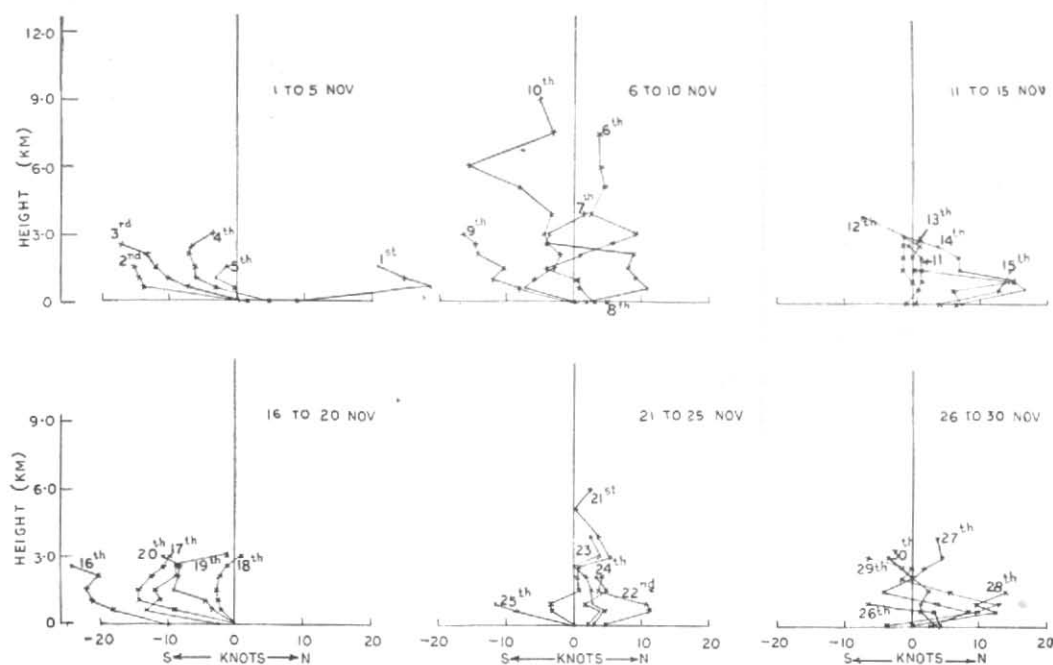 12·0
9·0
6·0
3·0
0
HEIGHT (KM)
1 TO 5 NOV
3rd
2nd
4th
5th
1st
6 TO 10 NOV
10th
6th
7th
9th
8th
11 TO 15 NOV
12th
13th
14th
11
15th
9·0
6·0
3·0
0
HEIGHT (KM)
16 TO 20 NOV
16th
20th
17th
19th
18th
-20 -10 0 10 20
S ← KNOTS → N
21 TO 25 NOV
21st
23
24th
22nd
25th
-20 -10 0 10 20
S ← KNOTS → N
26 TO 30 NOV
27th
30th
29th
28th
26th
-20 -10 0 10 20
S ← KNOTS → N